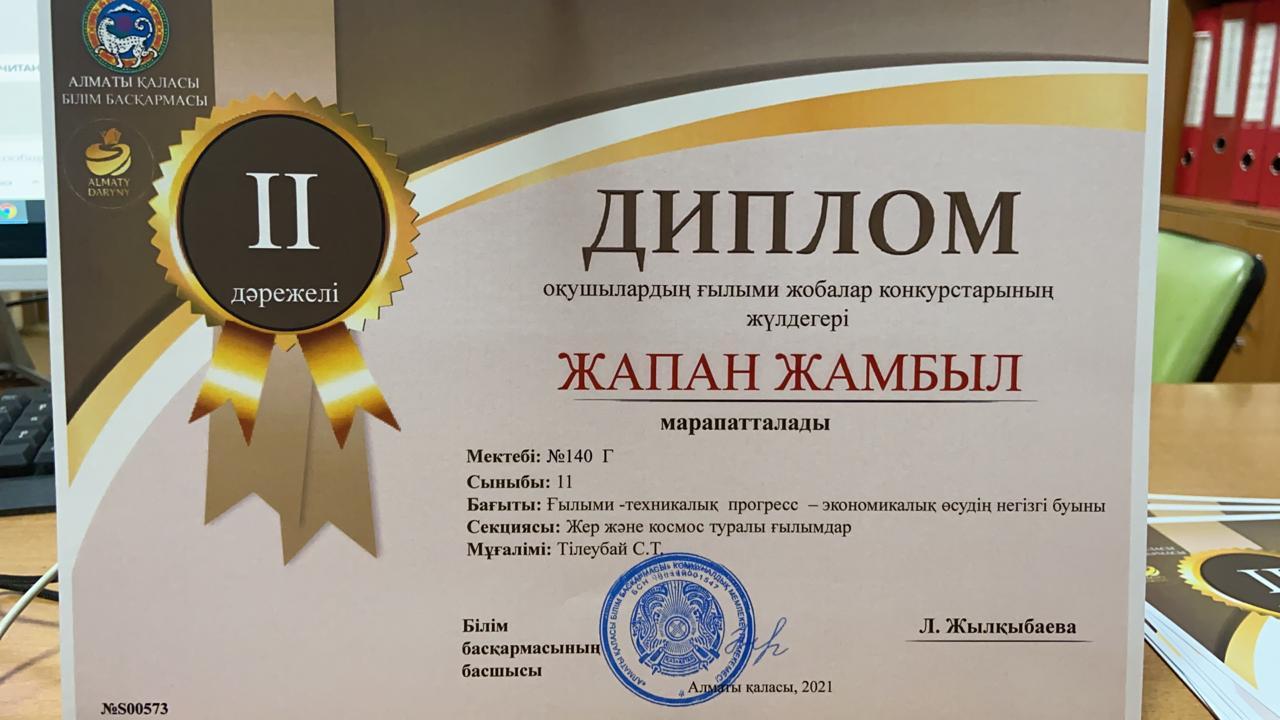 АЛМАТЫ ҚАЛАСЫ
БІЛІМ БАСҚАРМАСЫ
ALMATY
DARYNY
II
дәрежелі
ДИПЛОМ
оқушылардың ғылыми жобалар конкурстарының
жүлдегері
ЖАПАН ЖАМБЫЛ
марапатталады
Мектебі: №140 Г
Сыныбы: 11
Бағыты: Ғылыми -техникалық прогресс – экономикалық өсудің негізгі буыны
Секциясы: Жер және космос туралы ғылымдар
Мұғалімі: Тілеубай С.Т.
Білім
басқармасының
басшысы
Л. Жылқыбаева
Алматы қаласы, 2021
№S00573
II